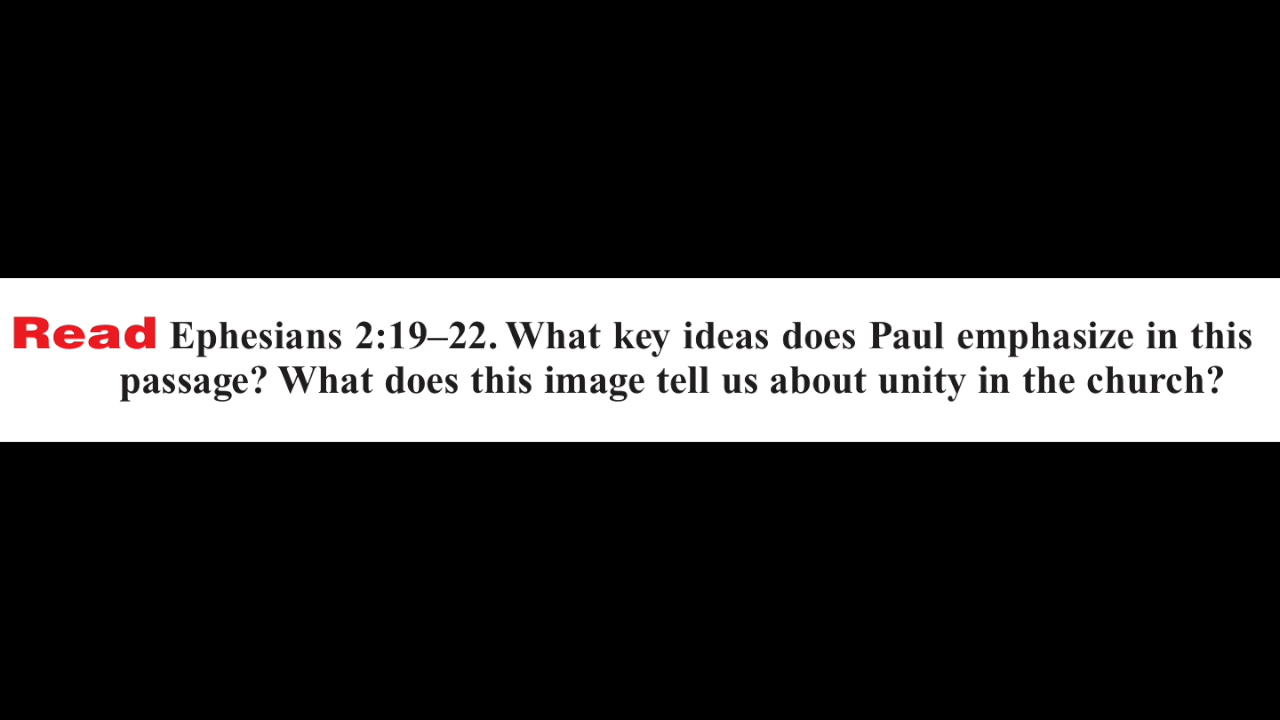 Read Ephesians 2:19–22. What key ideas does Paul emphasize in this
passage? What does this image tell us about unity in the church?